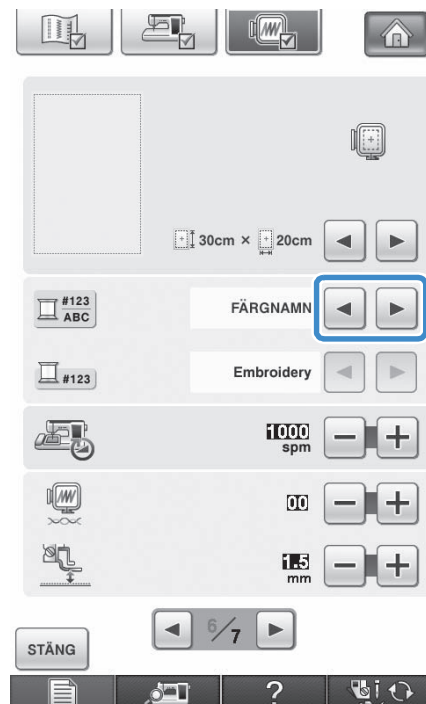 30cm × 20cm
#123
ABC
FÄRGNAMN
#123
Embroidery
1000
spm
00
1.5
mm
6/7
STÄNG
?